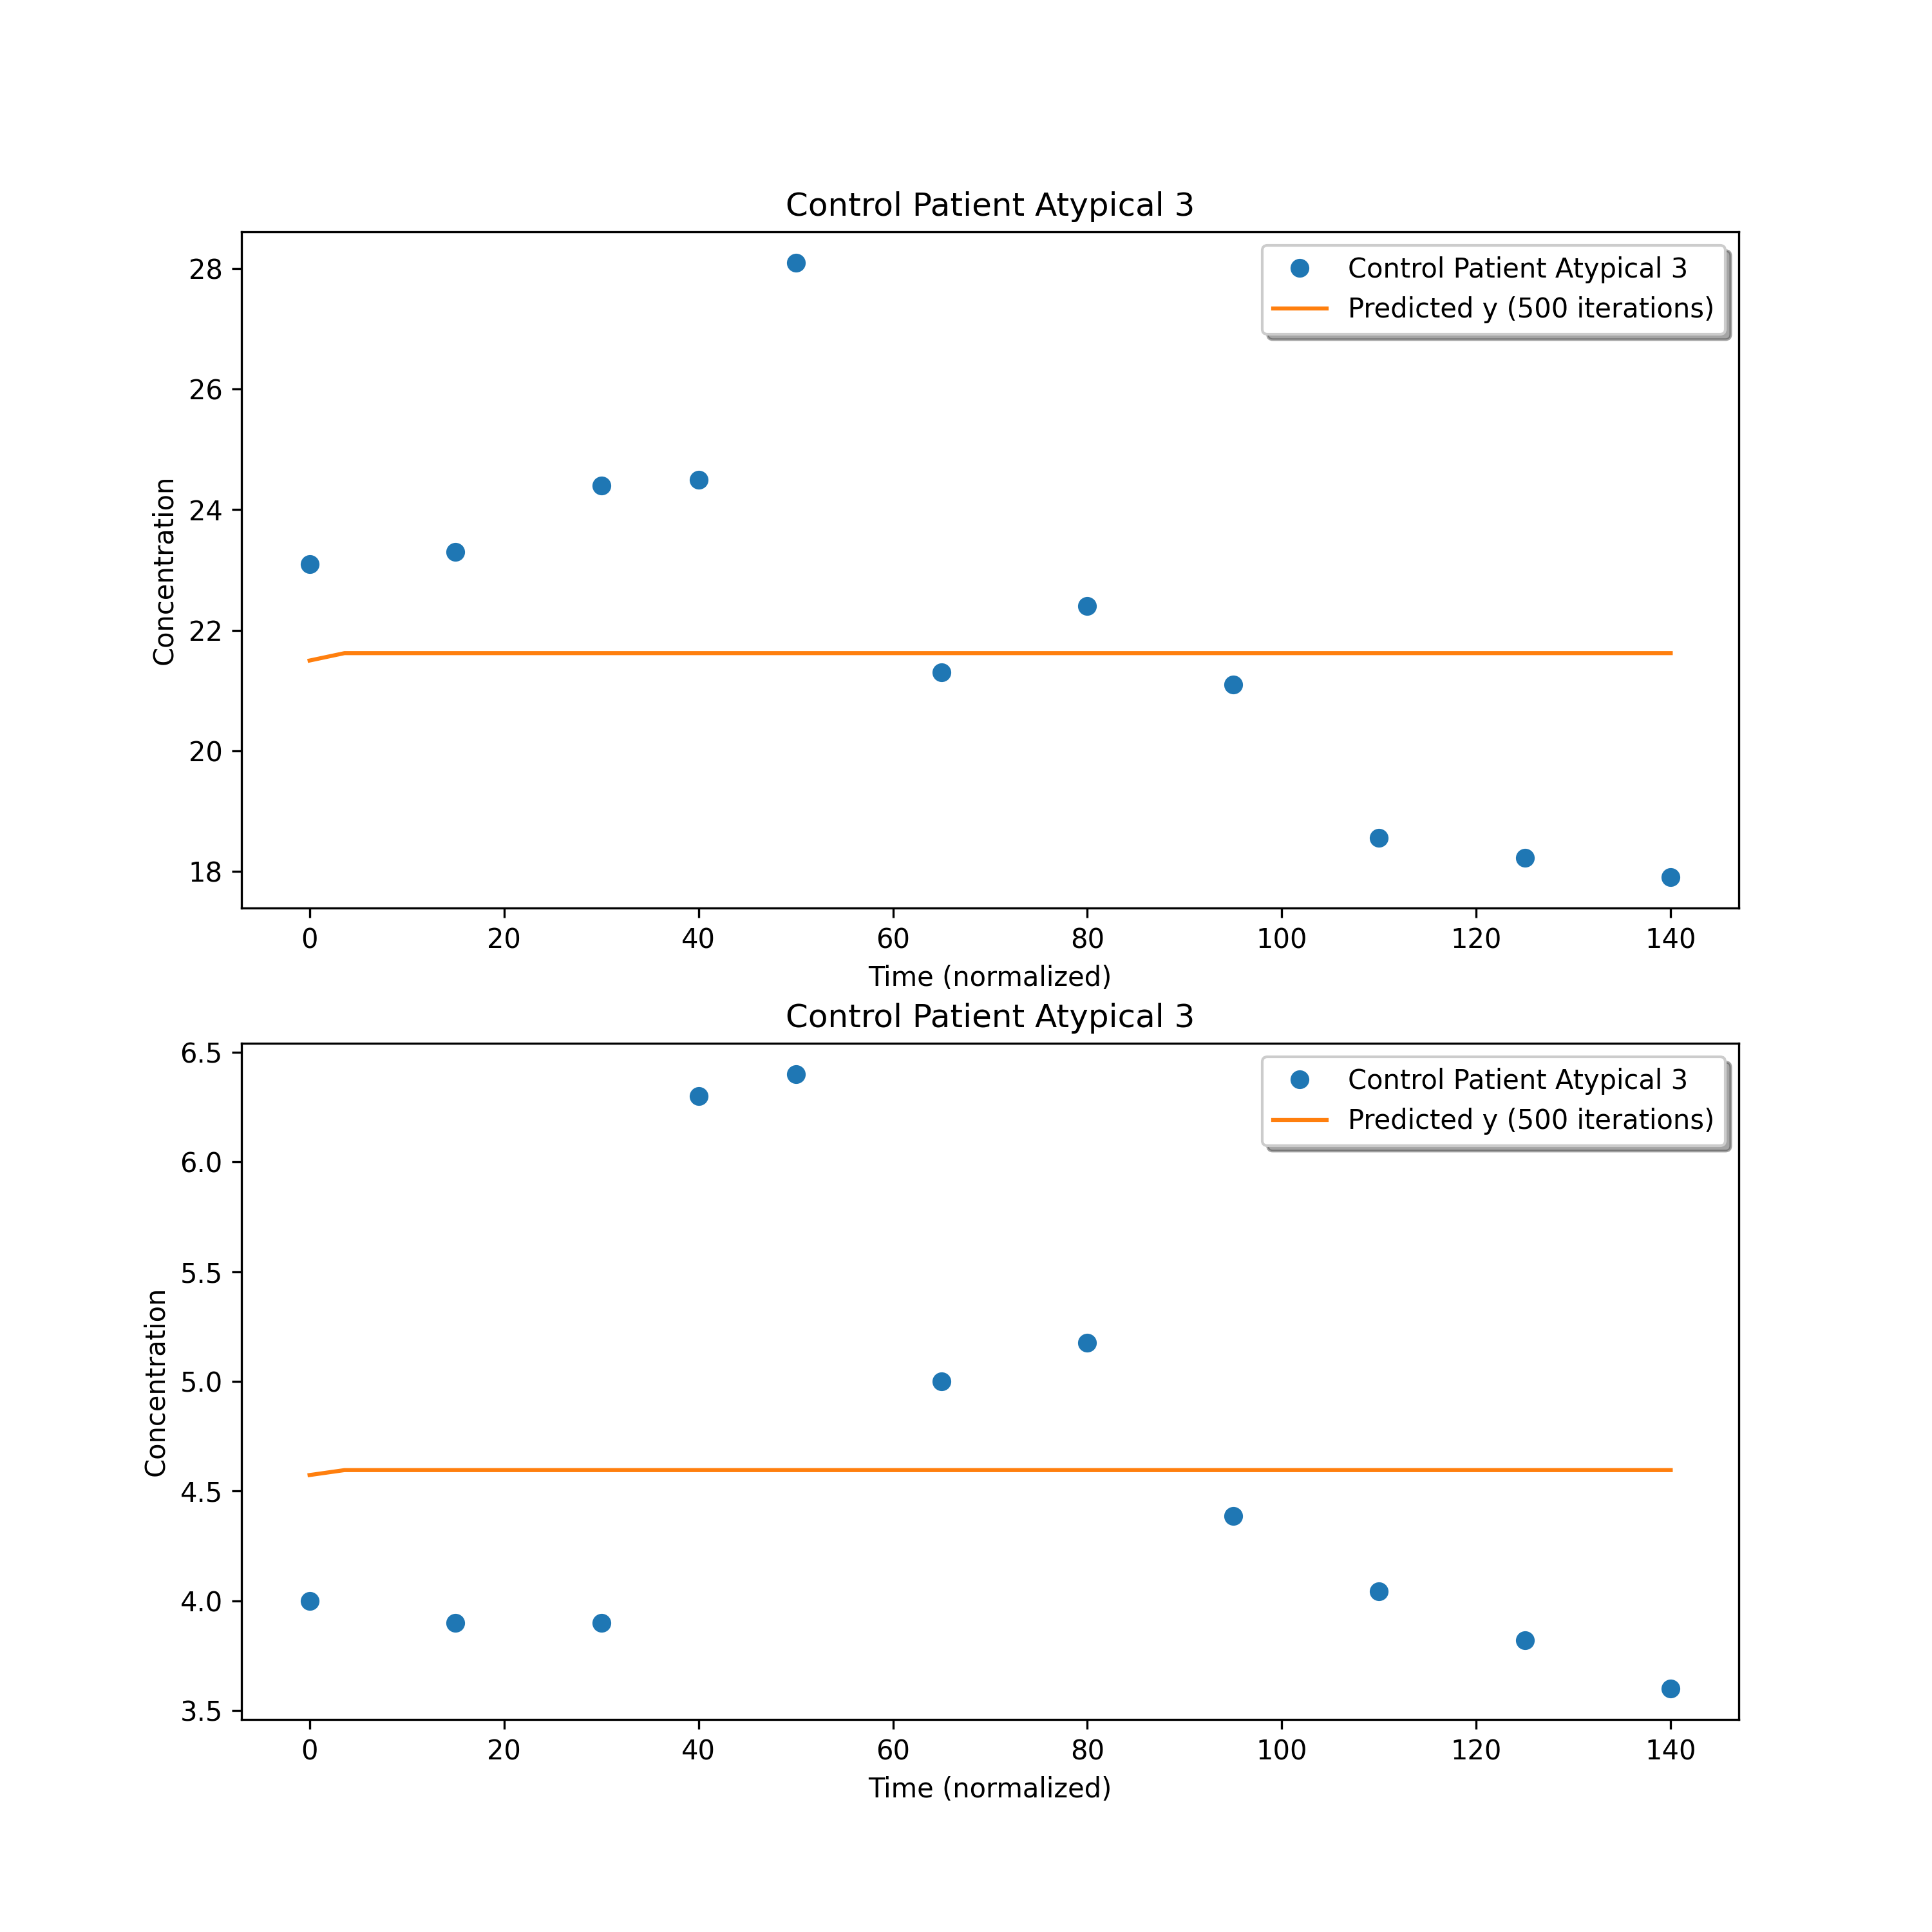 Control Patient Atypical 3
28
26
24
22
20
18
Concentration
Control Patient Atypical 3
Predicted y (500 iterations)
0 20 40 60 80 100 120 140
Time (normalized)
Control Patient Atypical 3
6.5
6.0
5.5
5.0
4.5
4.0
3.5
Concentration
Control Patient Atypical 3
Predicted y (500 iterations)
0 20 40 60 80 100 120 140
Time (normalized)